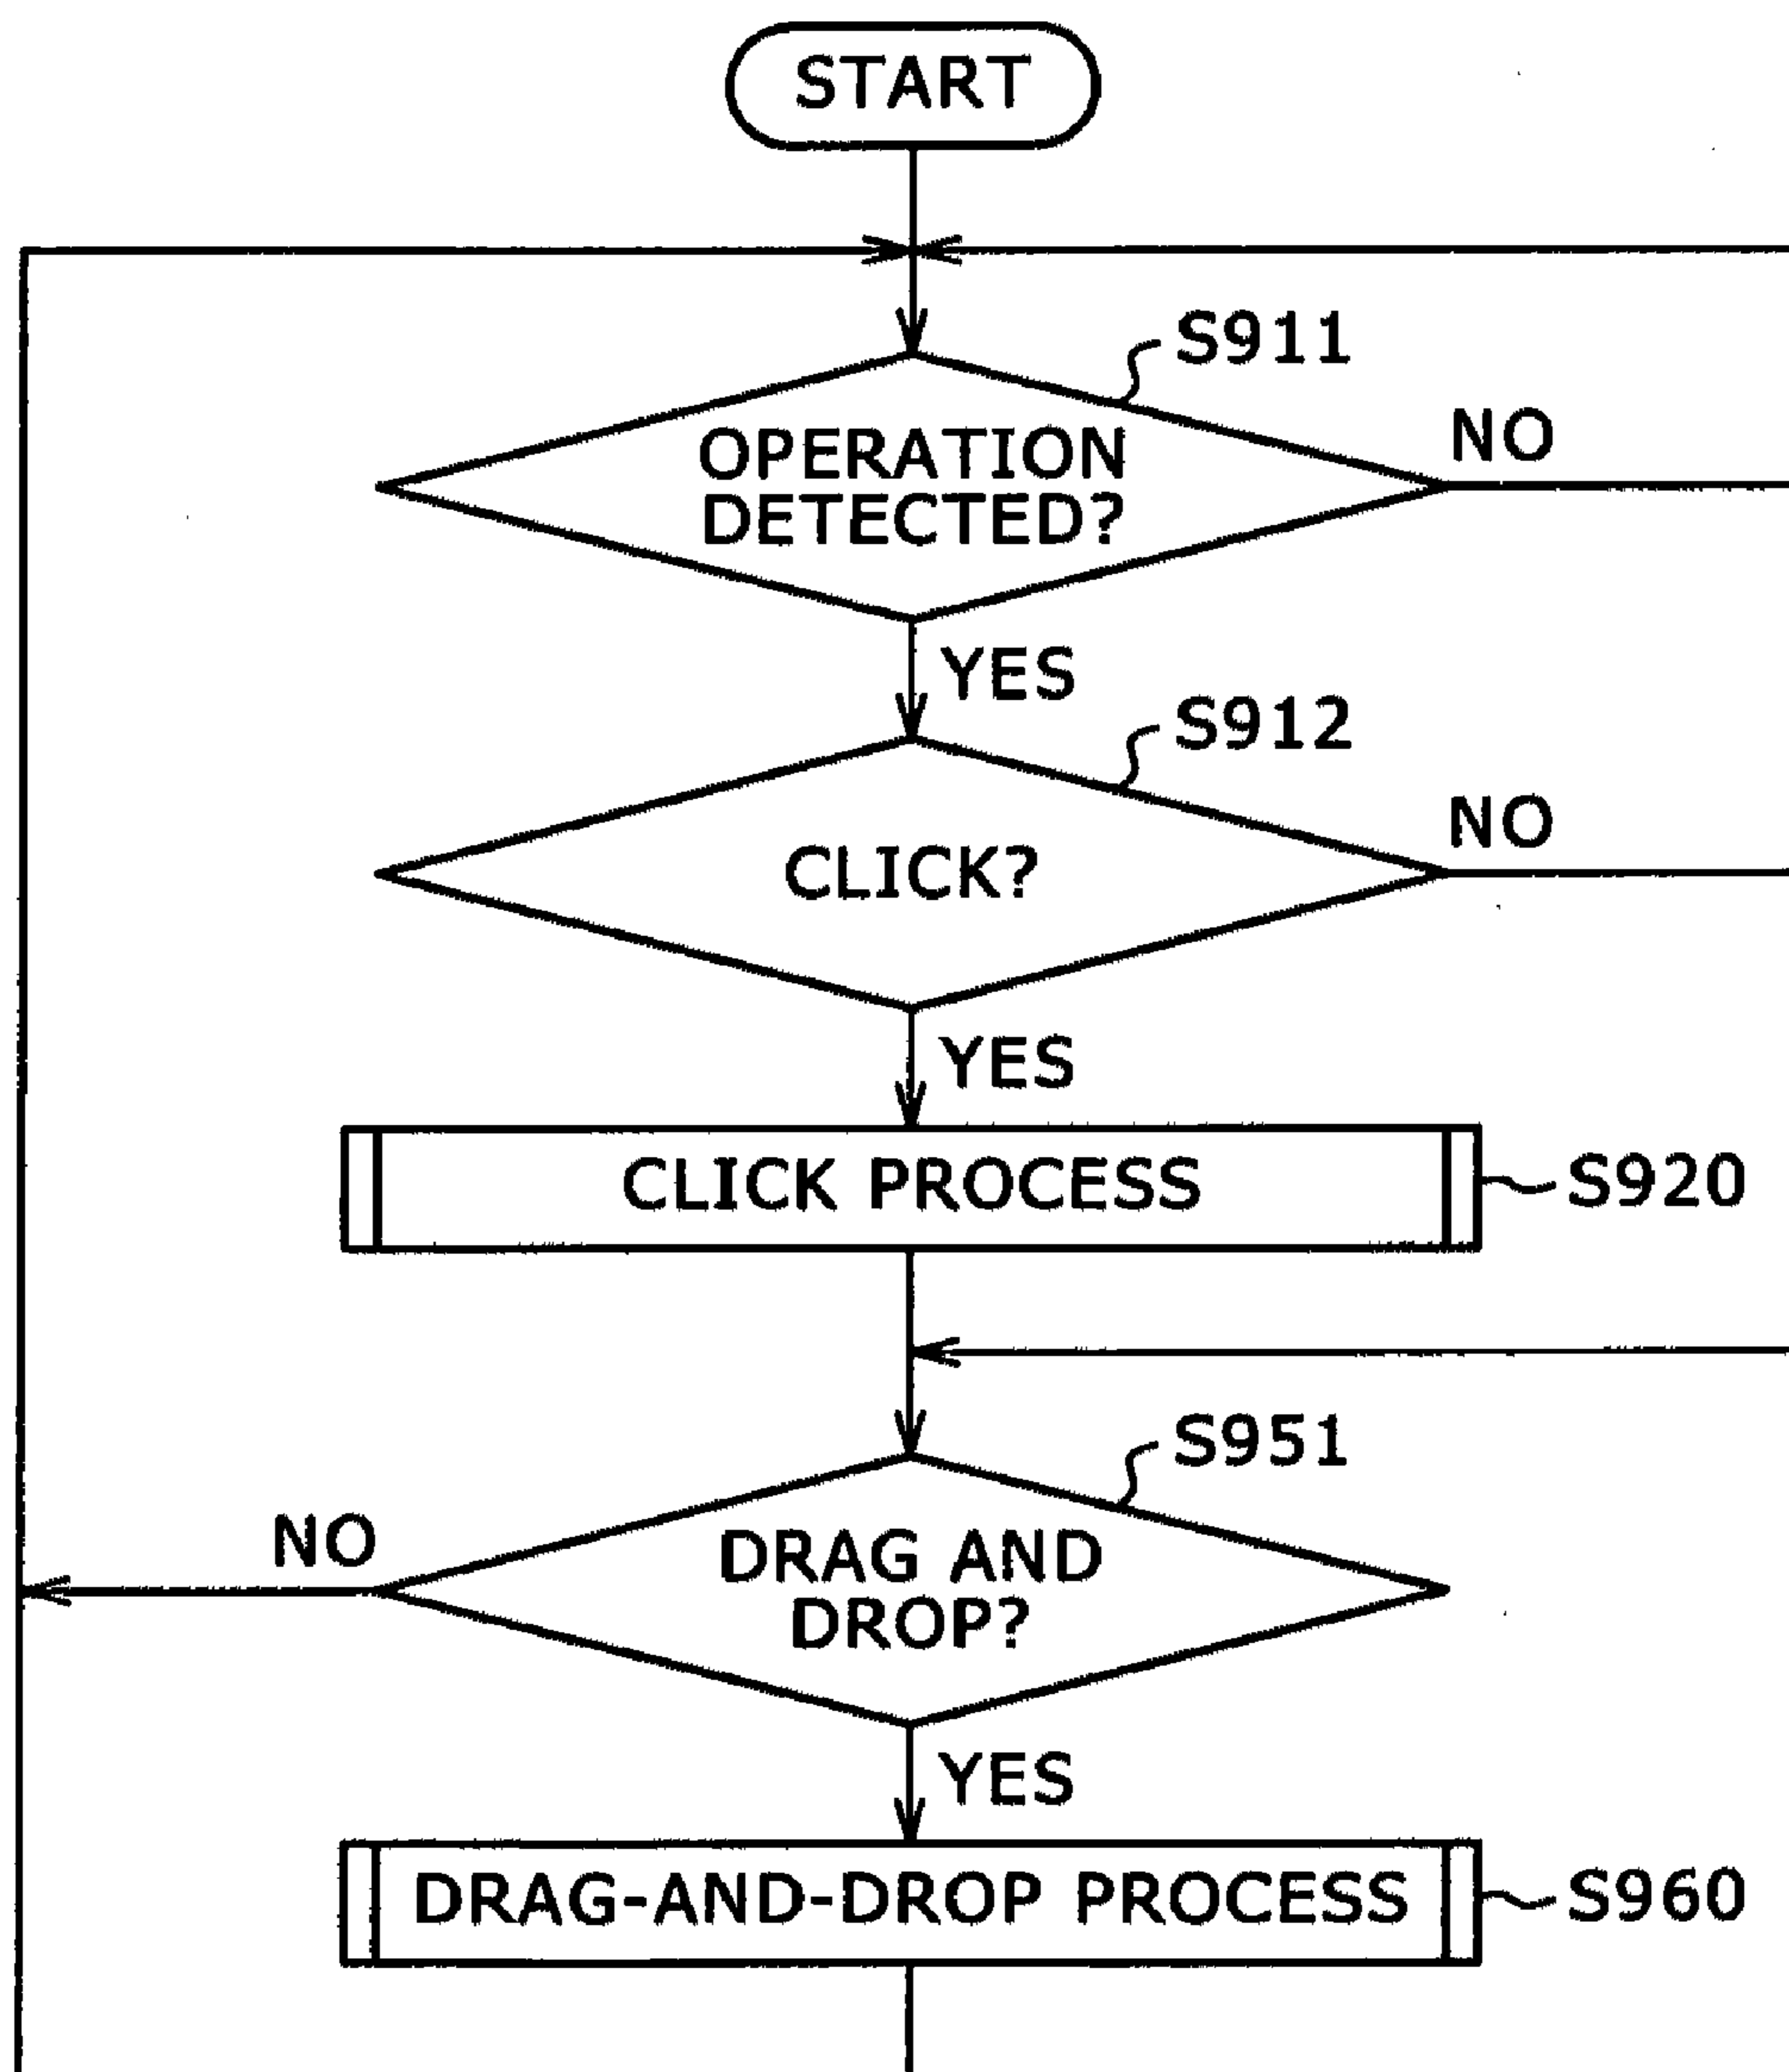 START
S911
OPERATION
DETECTED?
NO
YES
S912
CLICK?
NO
YES
CLICK PROCESS
S920
S951
DRAG AND
DROP?
NO
YES
DRAG-AND-DROP PROCESS
S960